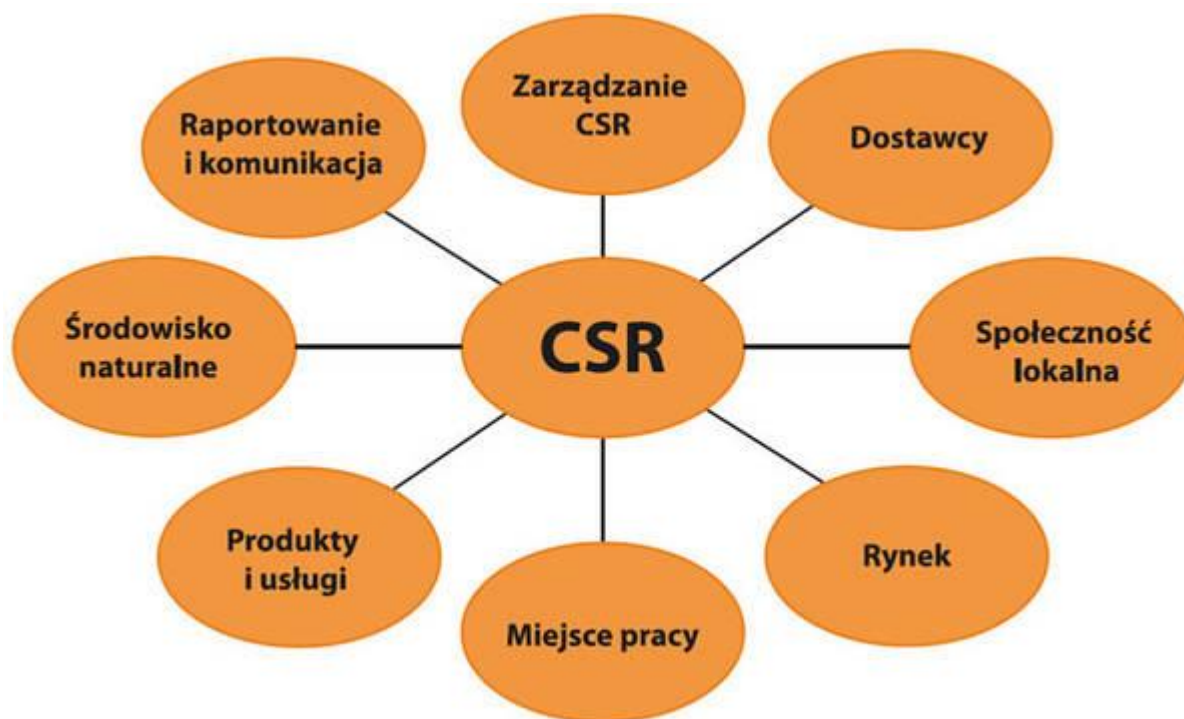 Zarządzanie
CSR
Raportowanie
i komunikacja
Dostawcy
Środowisko
naturalne
CSR
Społeczność
lokalna
Produkty
i usługi
Rynek
Miejsce pracy